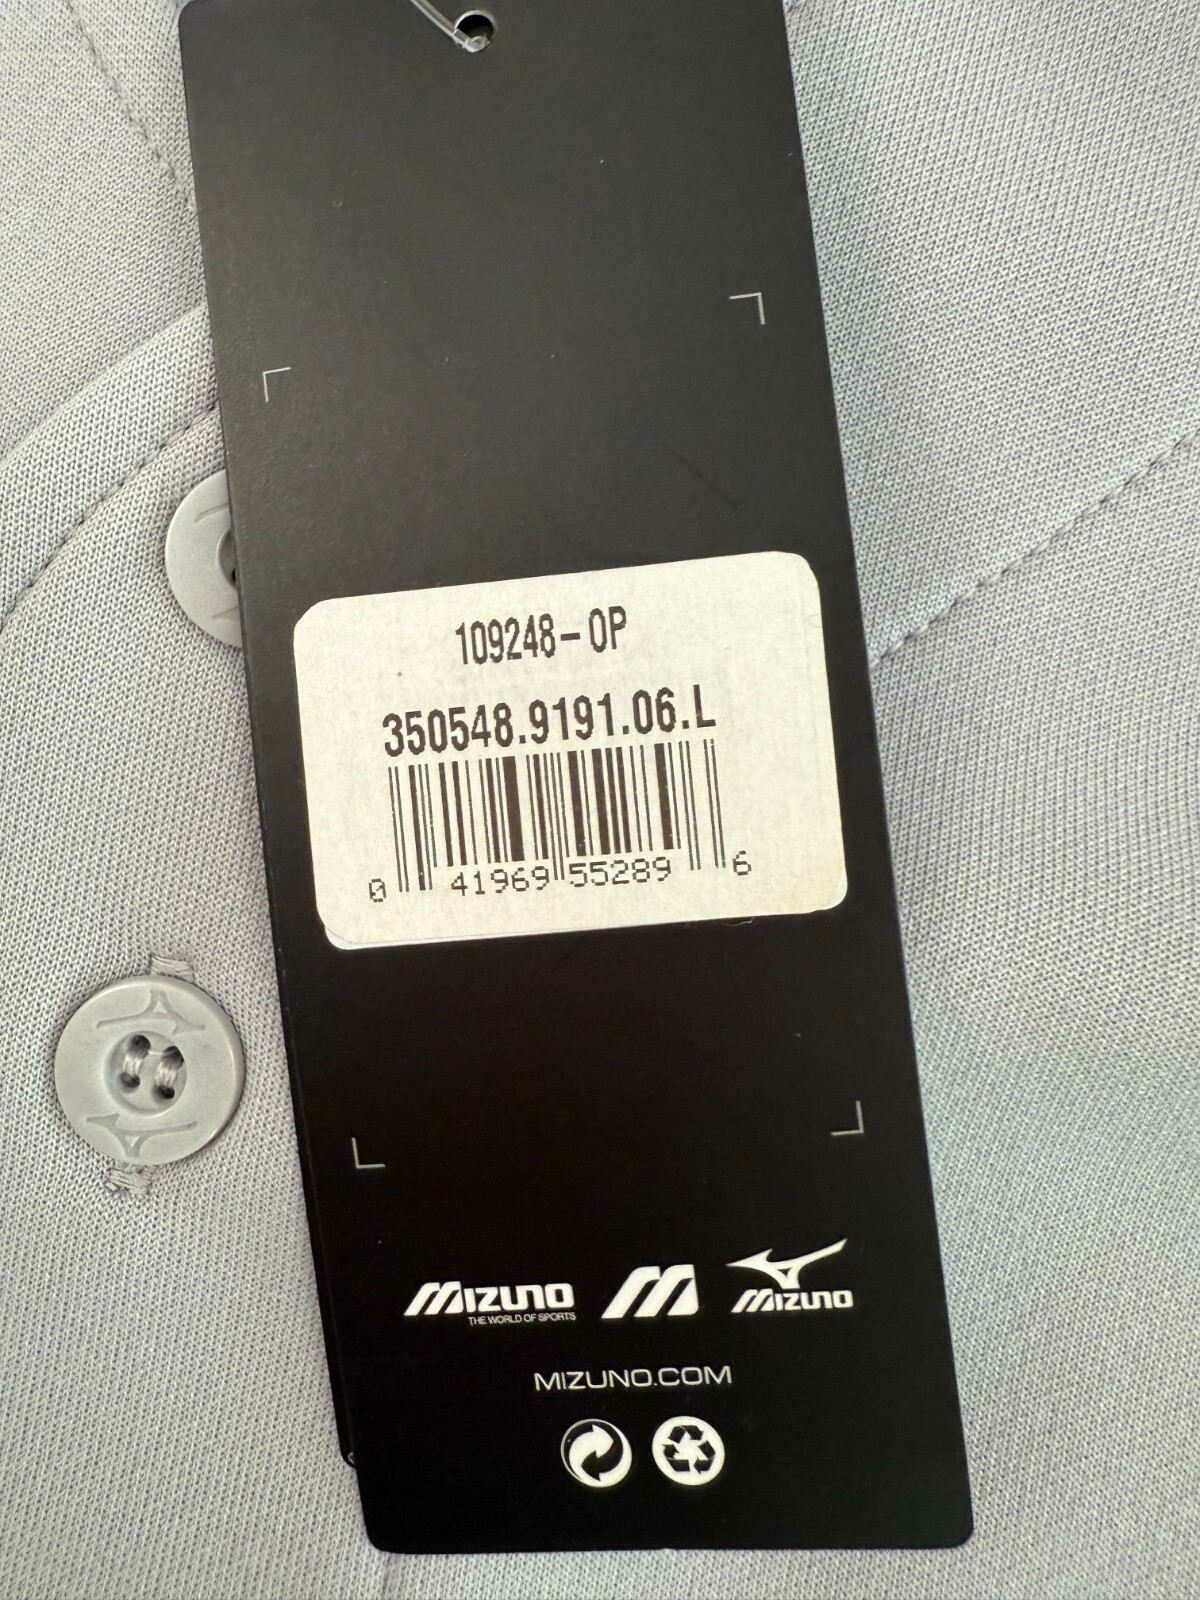 109248-OP
350548.9191.06.L
0 41969 55289 6
MIZUNO M MIZUNO
THE WORLD OF SPORTS
MIZUNO.COM